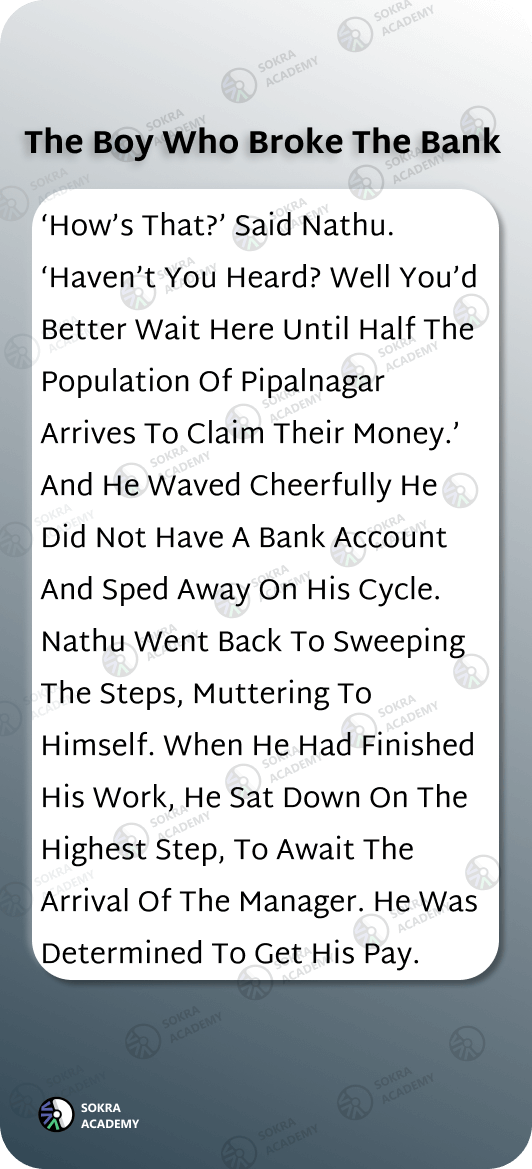 The Boy Who Broke The Bank
‘How’s That?’ Said Nathu.
‘Haven’t You Heard? Well You’d
Better Wait Here Until Half The
Population Of Pipalnagar
Arrives To Claim Their Money.’
And He Waved Cheerfully He
Did Not Have A Bank Account
And Sped Away On His Cycle.
Nathu Went Back To Sweeping
The Steps, Muttering To
Himself. When He Had Finished
His Work, He Sat Down On The
Highest Step, To Await The
Arrival Of The Manager. He Was
Determined To Get His Pay.
SOKRA
ACADEMY